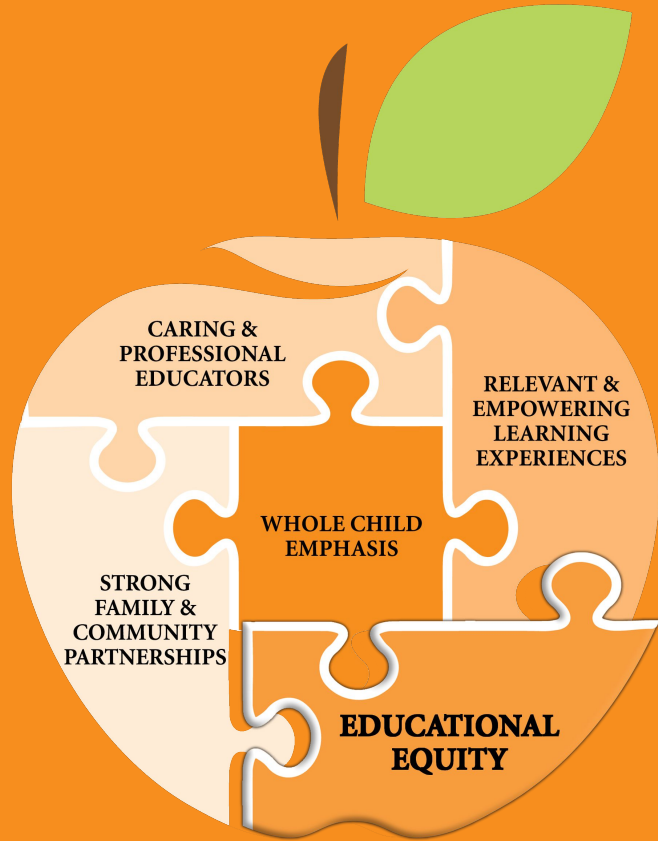 CARING &
PROFESSIONAL
EDUCATORS
RELEVANT &
EMPOWERING
LEARNING
EXPERIENCES
WHOLE CHILD
EMPHASIS
STRONG
FAMILY &
COMMUNITY
PARTNERSHIPS
EDUCATIONAL
EQUITY